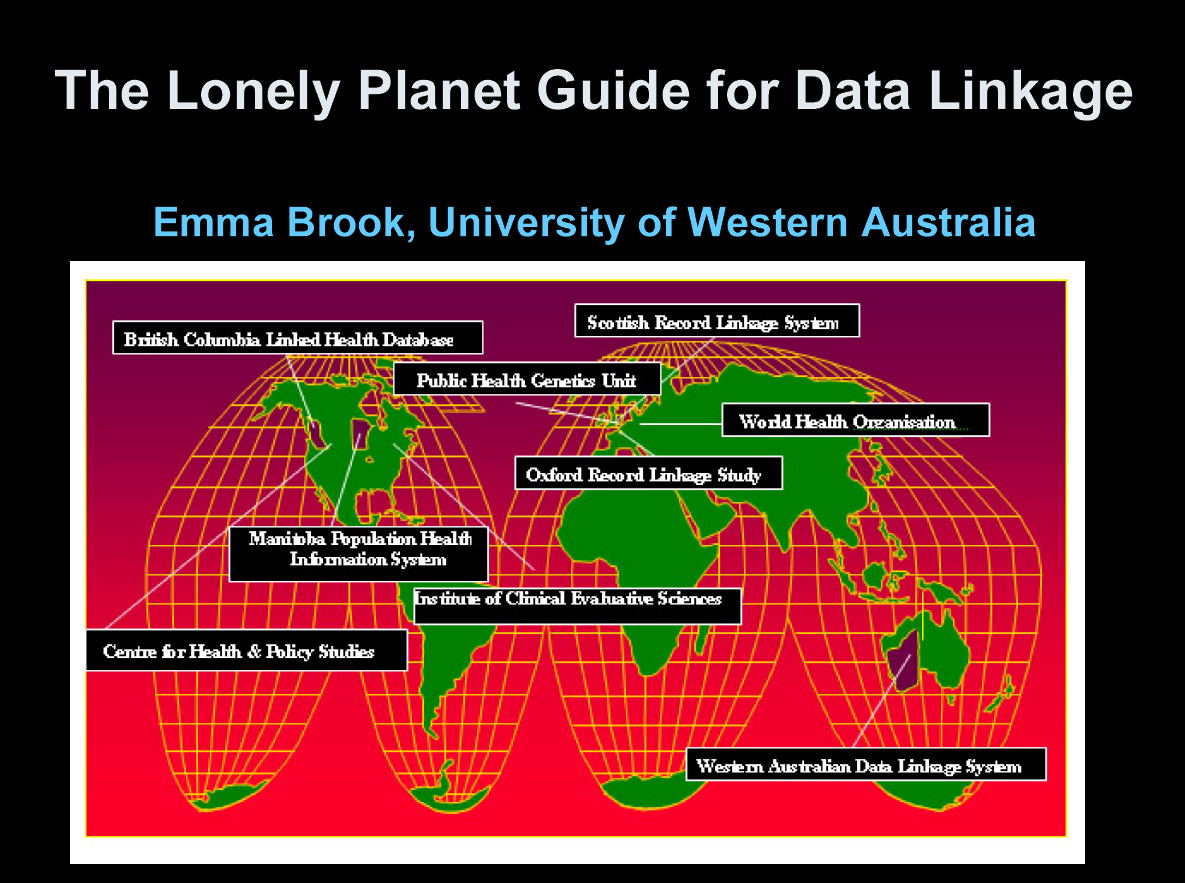 The Lonely Planet Guide for Data Linkage
Emma Brook, University of Western Australia
Scottish Record Linkage System
British Columbia Linked Health Database
Public Health Genetics Unit
World Health Organisation
Oxford Record Linkage Study
Manitoba Population Health
Information System
Institute of Clinical Evaluative Sciences
Centre for Health & Policy Studies
Western Australian Data Linkage System